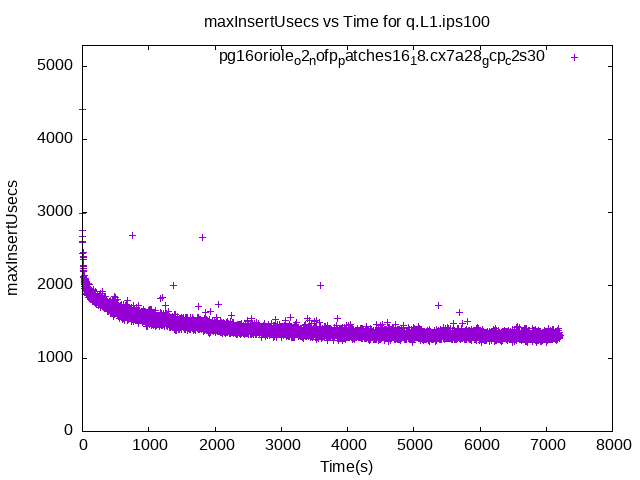 maxInsertUsecs vs Time for q.L1.ips100
pg16oriole_o2_nofp_patches16_18.cx7a28_gcp_c2s30
5000
4000
3000
2000
1000
0
maxInsertUsecs
0 1000 2000 3000 4000 5000 6000 7000 8000
Time(s)